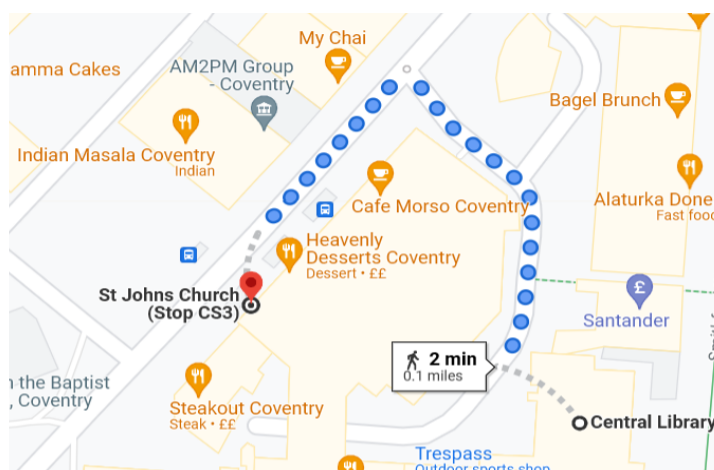 My Chai
amma Cakes
AM2PM Group
- Coventry
Bagel Brunch
Indian Masala Coventry
Indian
Alaturka Done
Fast food
Cafe Morso Coventry
Heavenly
Desserts Coventry
Dessert • ££
St Johns Church
(Stop CS3)
£
Santander
2 min
0.1 miles
n the Baptist
, Coventry
Steakout Coventry
Steak • ££
Central Library
Trespass
Outdoor sports shop